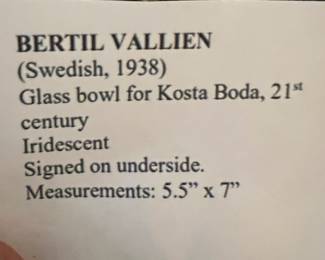 BERTIL VALLIEN
(Swedish, 1938)
Glass bowl for Kosta Boda, 21st
century
Iridescent
Signed on underside.
Measurements: 5.5” x 7”